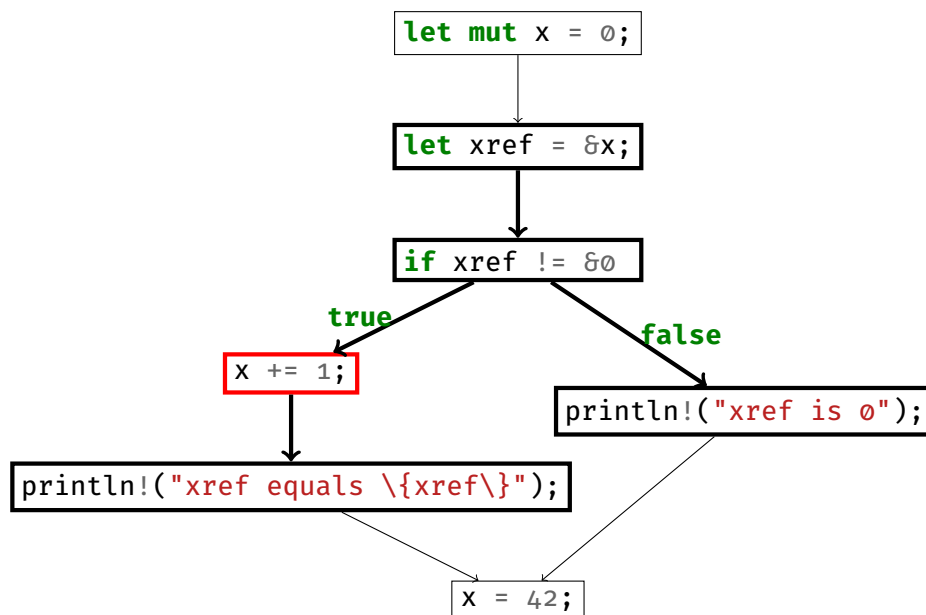 let mut x = 0;
let xref = &x;
if xref != &0
true
false
x += 1;
println!("xref is 0");
println!("xref equals \{xref\}");
x = 42;